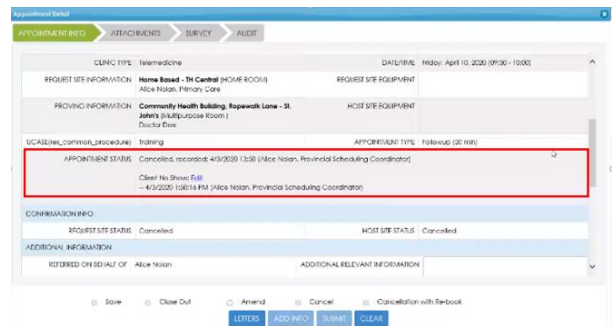 Appointment Detail
APPOINTMENT INFO ATTACHMENTS SURVEY AUDIT
CLINIC TYPE Telemedicine DATE/TIME Friday, April 10, 2020 (09:30 - 10:00)
REQUEST SITE INFORMATION Home Based - TH Central (HOME ROOM) REQUEST SITE EQUIPMENT
Alice Nolan, Primary Care
PROVING INFORMATION Community Health Building, Ropewalk Lane - St. HOST SITE EQUIPMENT
John's (Multipurpose Room )
Doctor Doe
UCASE(res_common_procedure) Training APPOINTMENT TYPE Followup (20 min)
APPOINTMENT STATUS Cancelled, recorded: 4/3/2020 13:50 (Alice Nolan, Provincial Scheduling Coordinator)
Client No Show: Edit
-- 4/3/2020 1:50:16 PM (Alice Nolan, Provincial Scheduling Coordinator)
CONFIRMATION INFO
REQUEST SITE STATUS Cancelled HOST SITE STATUS Cancelled
ADDITIONAL INFORMATION
REFERRED ON BEHALF OF Alice Nolan ADDITIONAL RELEVANT INFORMATION
Save Close Out Amend Cancel Cancellation with Re-book
LETTERS ADD INFO SUBMIT CLEAR